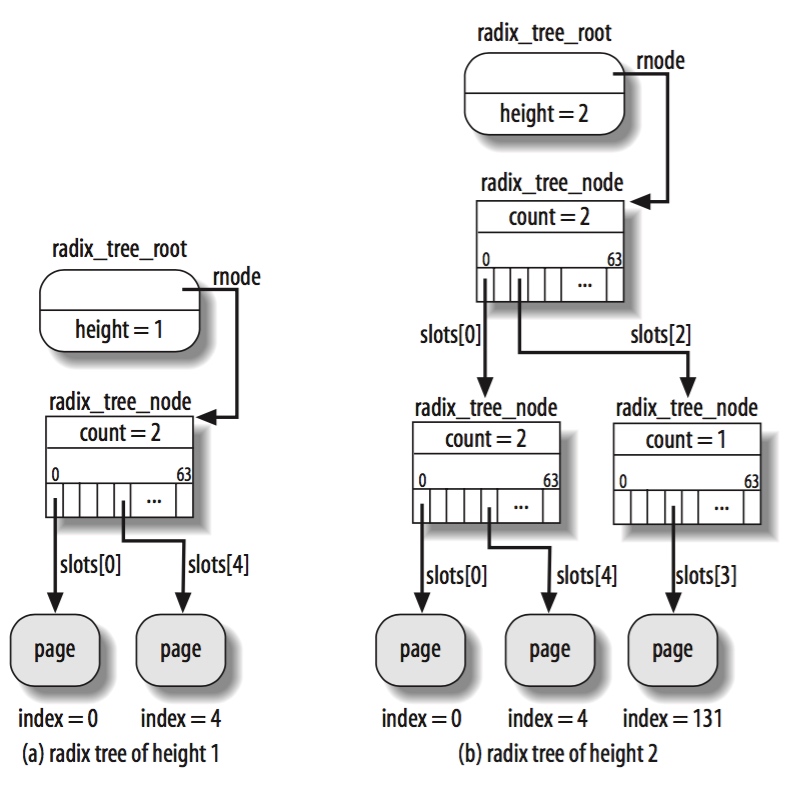 radix_tree_root
rnode
height = 1
radix_tree_node
count = 2
0 63
...
slots[0] slots[4]
page page
index = 0 index = 4
(a) radix tree of height 1
radix_tree_root
rnode
height = 2
radix_tree_node
count = 2
0 63
...
slots[0] slots[2]
radix_tree_node radix_tree_node
count = 2 count = 1
0 63 0 63
... ...
slots[0] slots[4] slots[3]
page page page
index = 0 index = 4 index = 131
(b) radix tree of height 2